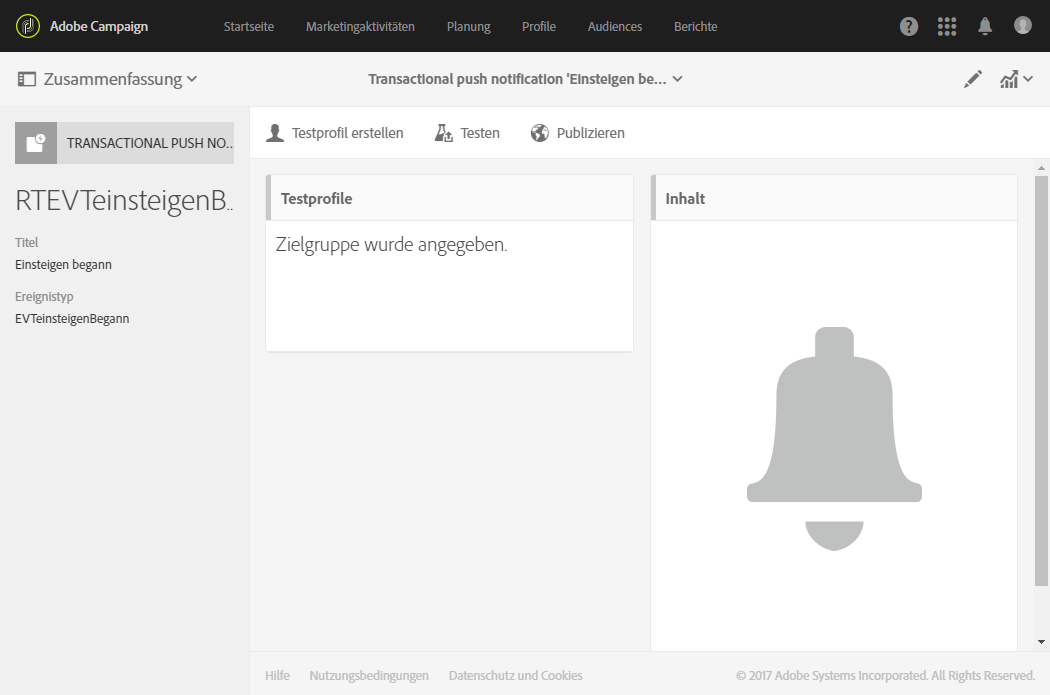 Adobe Campaign
Startseite
Marketingaktivitäten
Planung
Profile
Audiences
Berichte
Zusammenfassung
Transactional push notification 'Einsteigen be...
TRANSACTIONAL PUSH NO..
Testprofil erstellen
Testen
Publizieren
RTEVTeinsteigenB..
Titel
Einsteigen begann
Ereignistyp
EVTeinsteigenBegann
Testprofile
Zielgruppe wurde angegeben.
Inhalt
Hilfe
Nutzungsbedingungen
Datenschutz und Cookies
© 2017 Adobe Systems Incorporated. All Rights Reserved.